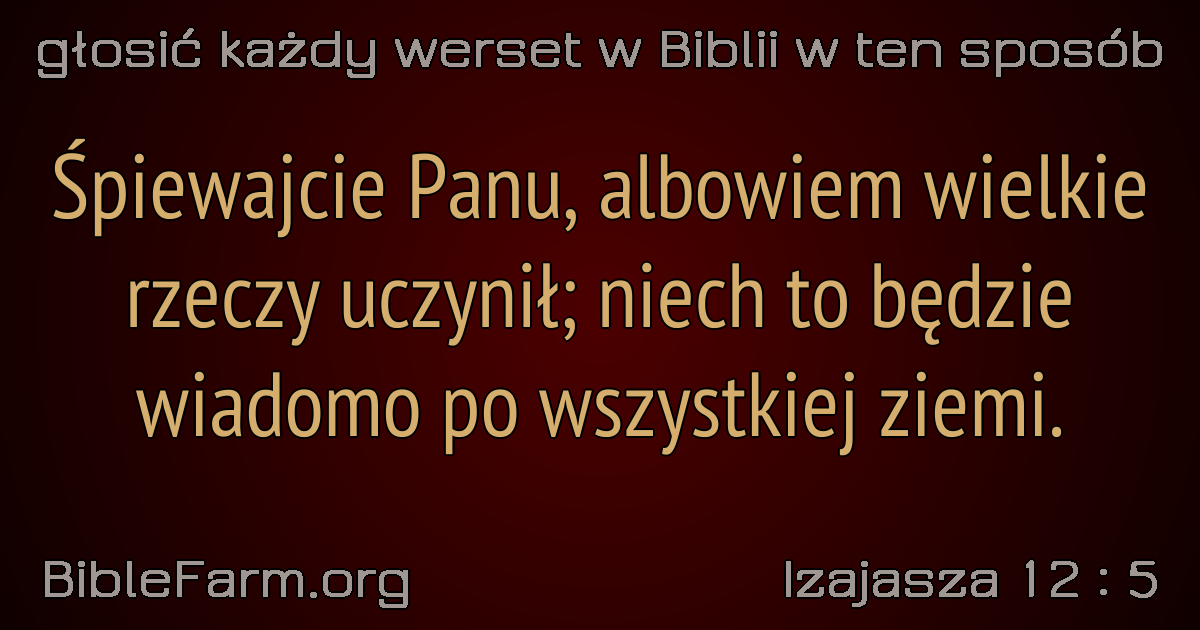 głosić każdy werset w Biblii w ten sposób
Śpiewajcie Panu, albowiem wielkie
rzeczy uczynił; niech to będzie
wiadomo po wszystkiej ziemi.
BibleFarm.org
Izajasza 12 : 5